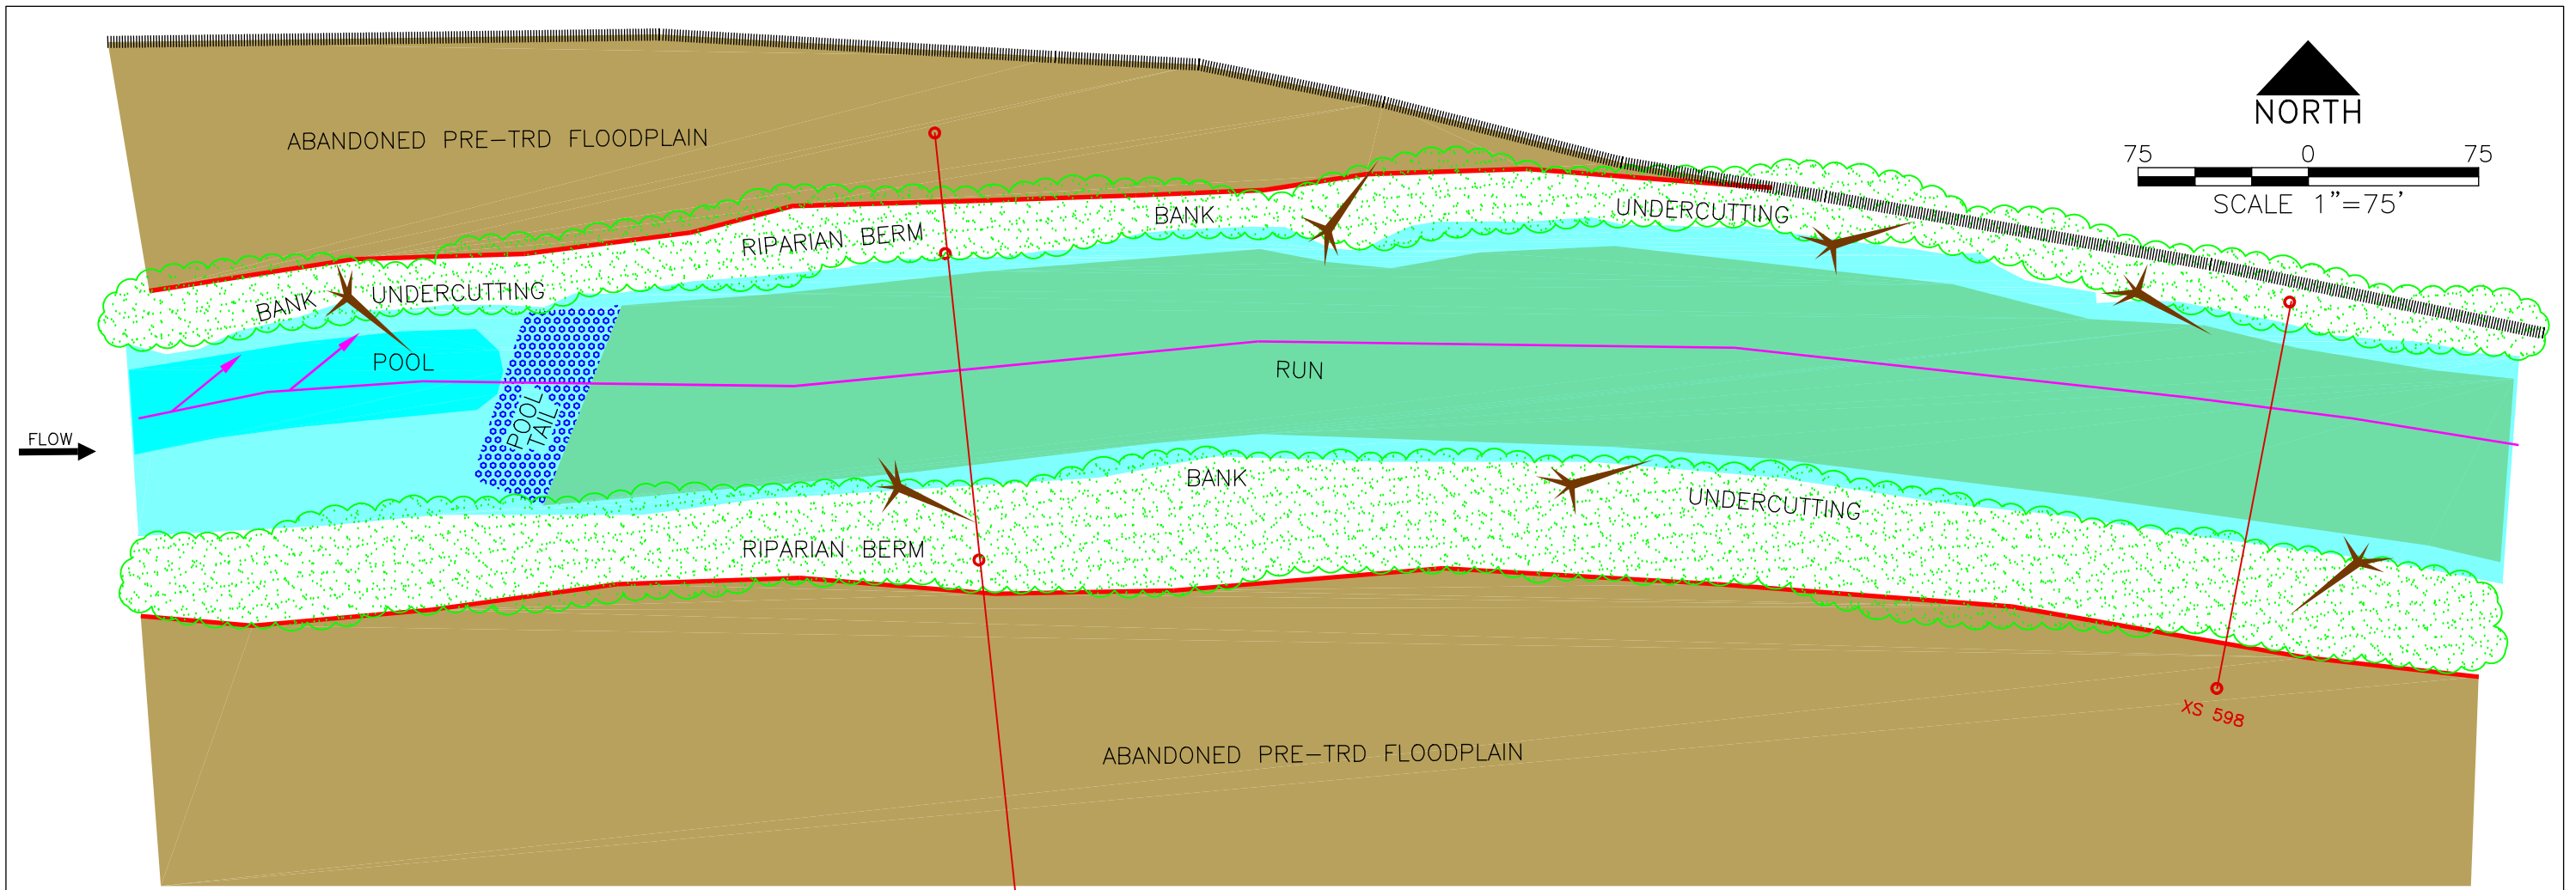 NORTH
75 0 75
SCALE 1"=75'
ABANDONED PRE-TRD FLOODPLAIN
RIPARIAN BERM
BANK
UNDERCUTTING
BANK UNDERCUTTING
POOL
RUN
POOL
TAIL
FLOW
BANK
UNDERCUTTING
RIPARIAN BERM
XS 598
ABANDONED PRE-TRD FLOODPLAIN